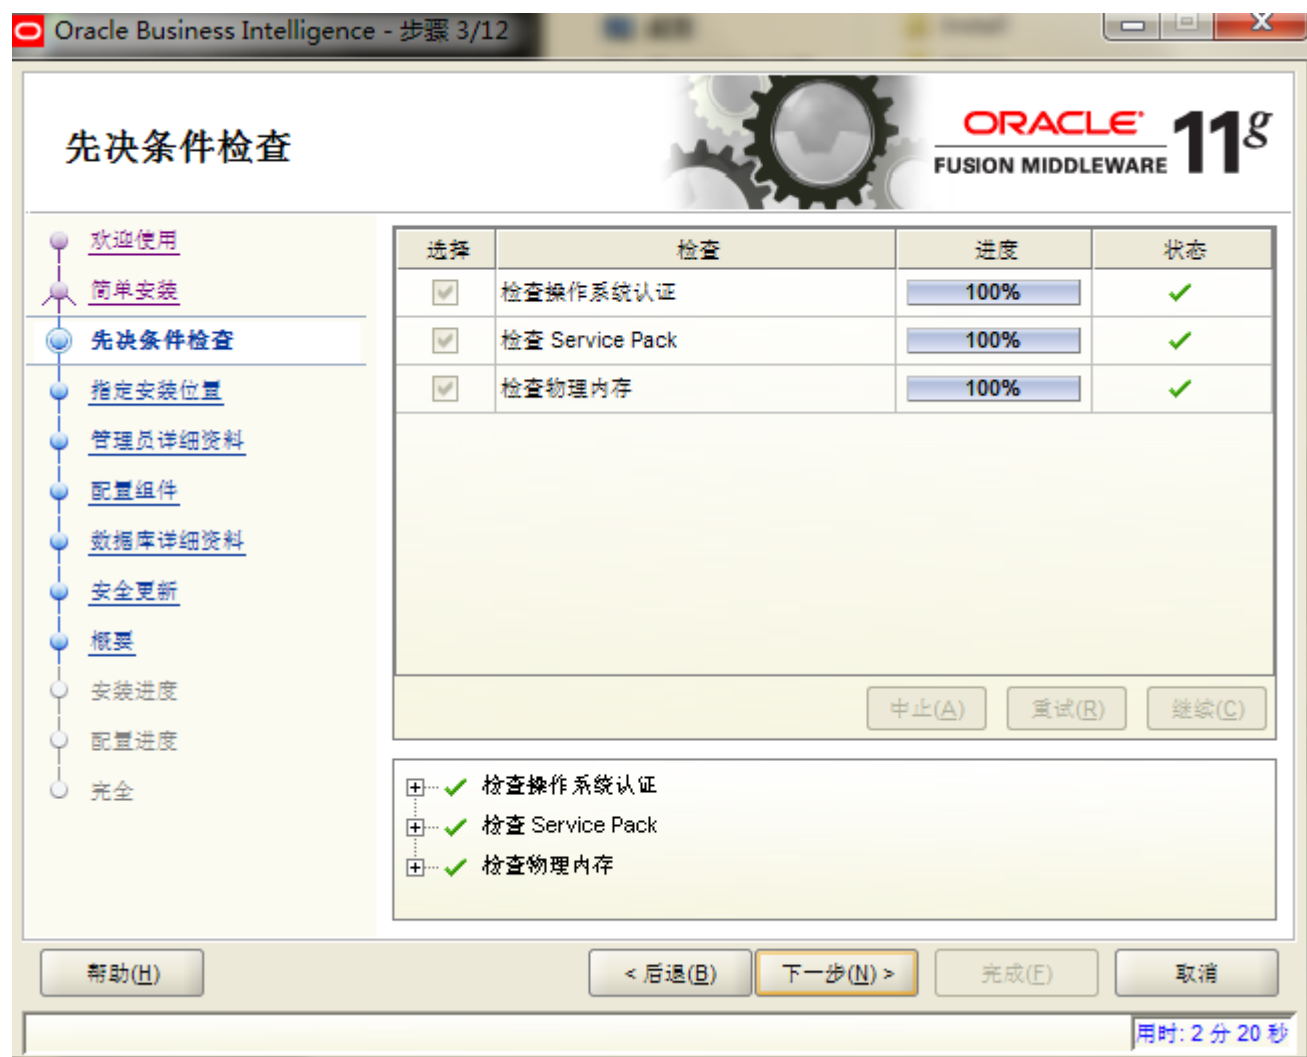 Oracle Business Intelligence - 步骤 3/12
先决条件检查
ORACLE
FUSION MIDDLEWARE 11g
欢迎使用
简单安装
先决条件检查
指定安装位置
管理员详细资料
配置组件
数据库详细资料
安全更新
概要
安装进度
配置进度
完全
选择 检查 进度 状态
检查操作系统认证 100%
检查 Service Pack 100%
检查物理内存 100%
中止(A) 重试(R) 继续(C)
检查操作系统认证
检查 Service Pack
检查物理内存
帮助(H) < 后退(B) 下一步(N) > 完成(F) 取消
用时: 2 分 20 秒